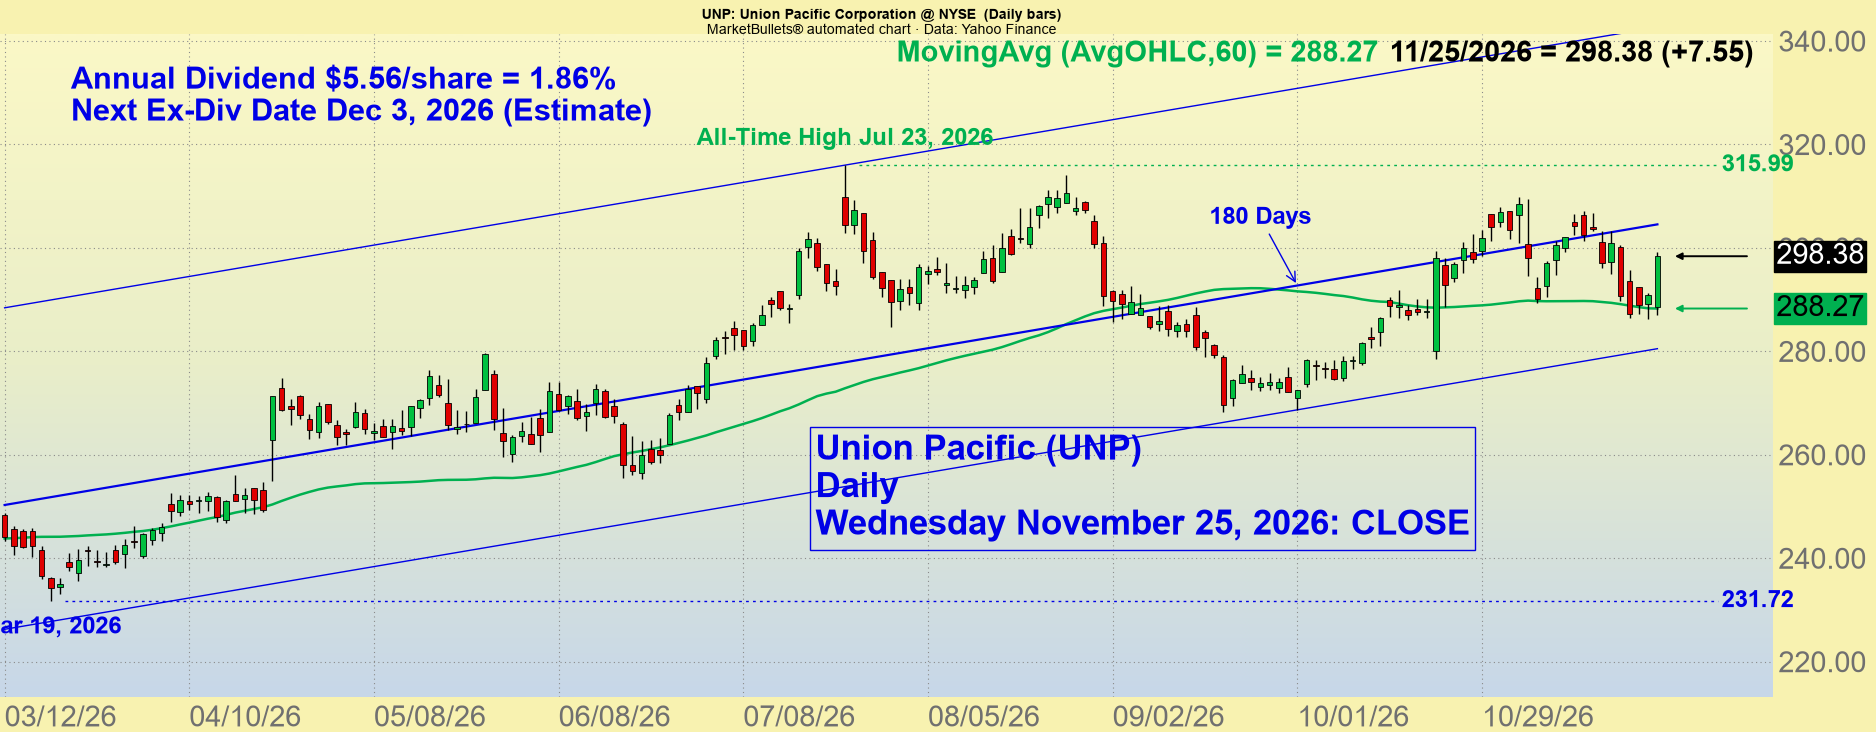 UNP: Union Pacific Corporation @ NYSE (Daily bars)
MarketBullets® automated chart · Data: Yahoo Finance
MovingAvg (AvgOHLC,60) = 288.27 11/25/2026 = 298.38 (+7.55)
340.00
Annual Dividend $5.56/share = 1.86%
Next Ex-Div Date Dec 3, 2026 (Estimate)
All-Time High Jul 23, 2026
320.00
315.99
180 Days
298.38
288.27
280.00
Union Pacific (UNP)
Daily
Wednesday November 25, 2026: CLOSE
260.00
240.00
231.72
ar 19, 2026
220.00
03/12/26 04/10/26 05/08/26 06/08/26 07/08/26 08/05/26 09/02/26 10/01/26 10/29/26